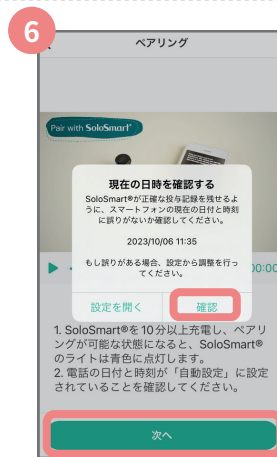 6
ペアリング
Pair with SoloSmart®
現在の日時を確認する
SoloSmart®が正確な投与記録を残せるよ
うに、スマートフォンの現在の日付と時刻
に誤りがないか確認してください。
2023/10/06 11:35
もし誤りがある場合、設定から調整を行っ
てください。
00:00
設定を開く 確認
1. SoloSmart®を10分以上充電し、ペアリ
ングが可能な状態になると、SoloSmart®
のライトは青色に点灯します。
2. 電話の日付と時刻が「自動設定」に設定
されていることを確認してください。
次へ